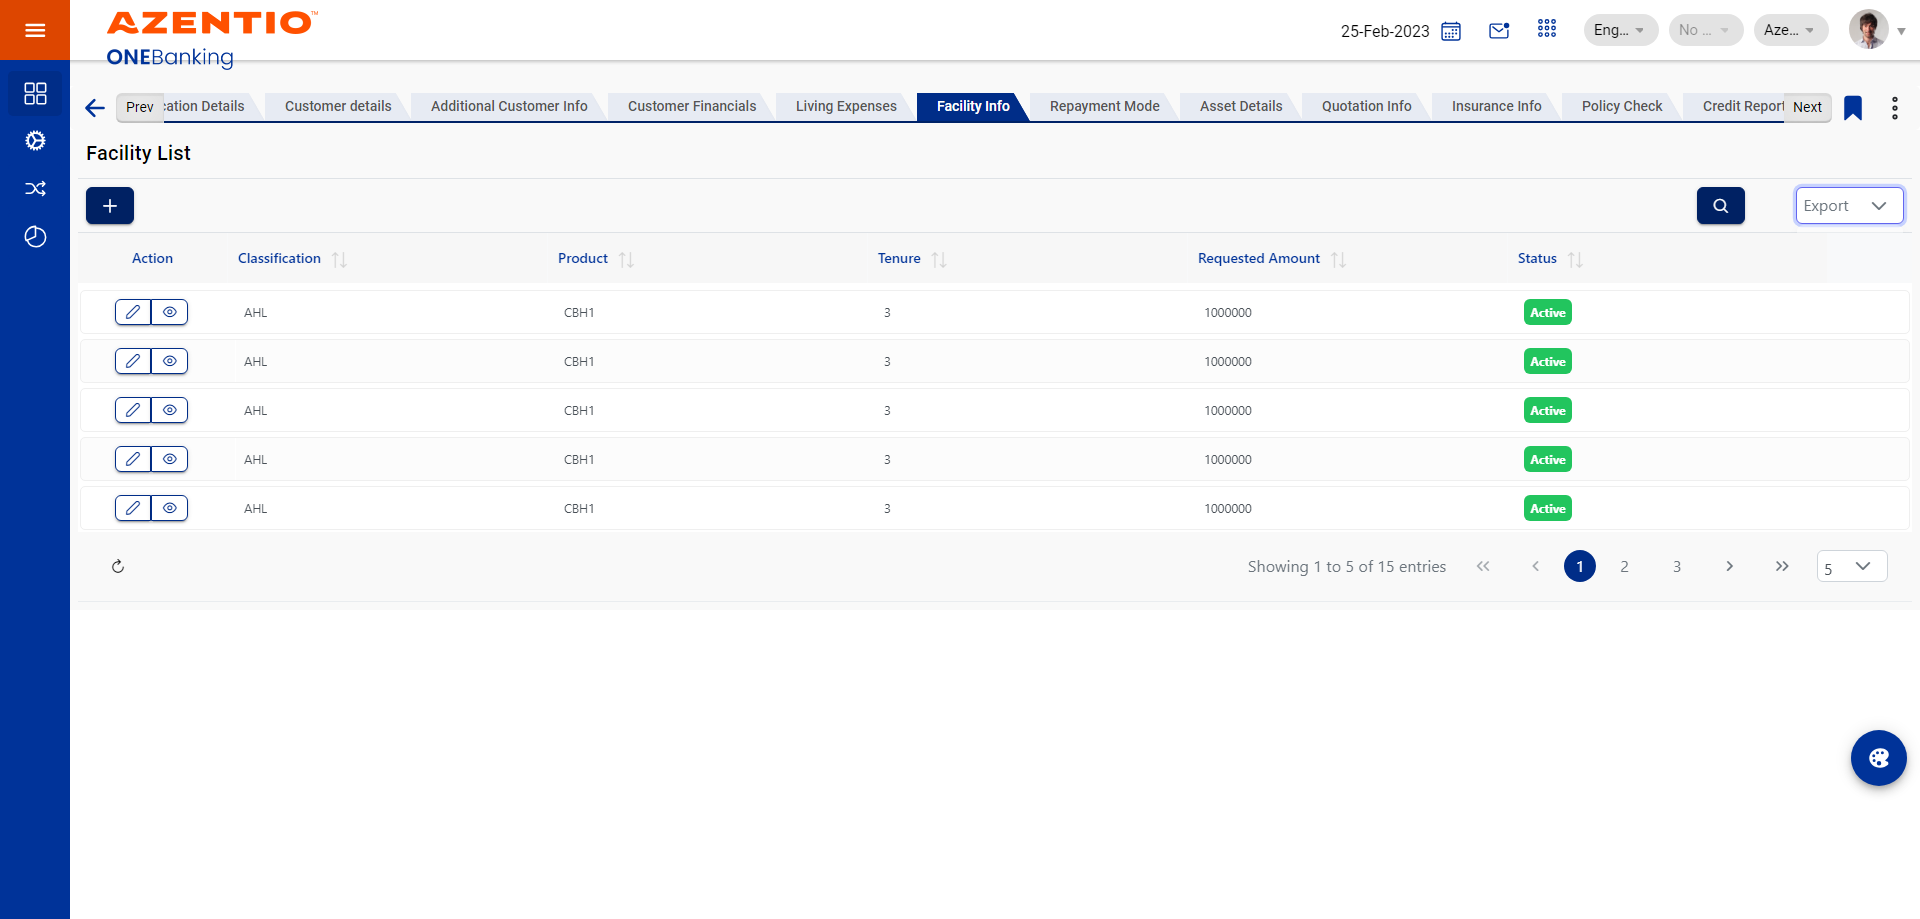 AZENTIO™
ONEBanking
25-Feb-2023
Eng...
No ...
Aze...
Prev
cation Details
Customer details
Additional Customer Info
Customer Financials
Living Expenses
Facility Info
Repayment Mode
Asset Details
Quotation Info
Insurance Info
Policy Check
Credit Report
Next
Facility List
Export
Action Classification Product Tenure Requested Amount Status
AHL CBH1 3 1000000 Active
AHL CBH1 3 1000000 Active
AHL CBH1 3 1000000 Active
AHL CBH1 3 1000000 Active
AHL CBH1 3 1000000 Active
Showing 1 to 5 of 15 entries
1 2 3
5